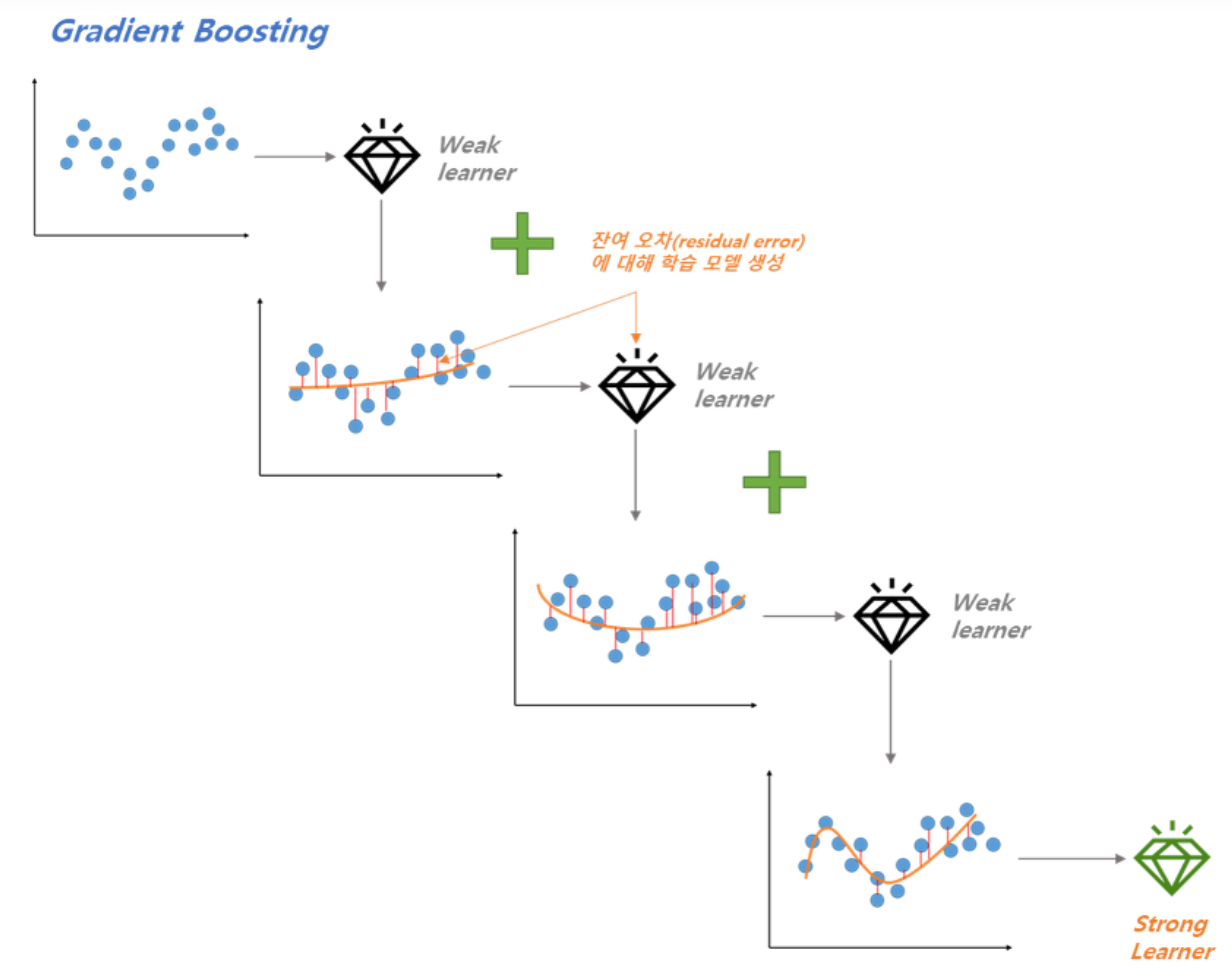 Gradient Boosting
Weak
learner
잔여 오차(residual error)
에 대해 학습 모델 생성
Weak
learner
Weak
learner
Strong
Learner